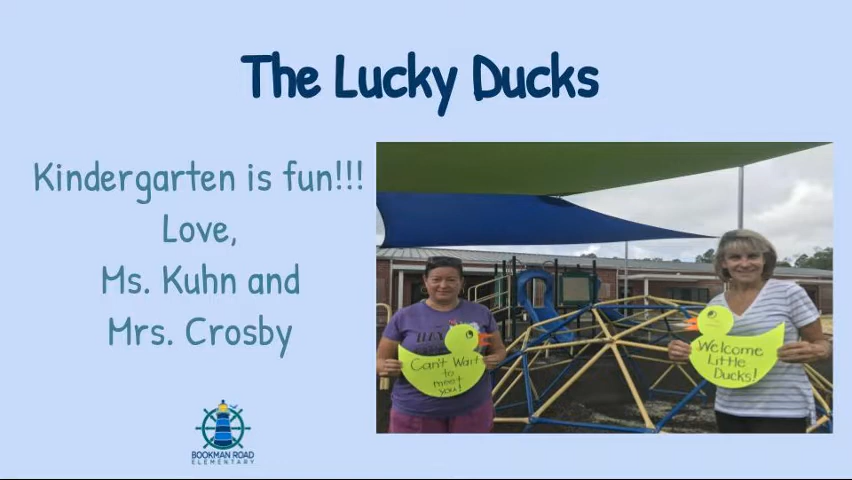 The Lucky Ducks
Kindergarten is fun!!!
Love,
Ms. Kuhn and
Mrs. Crosby
Can't Wait
to
meet
you!
Welcome
Little
Ducks!
BOOKMAN ROAD
ELEMENTARY